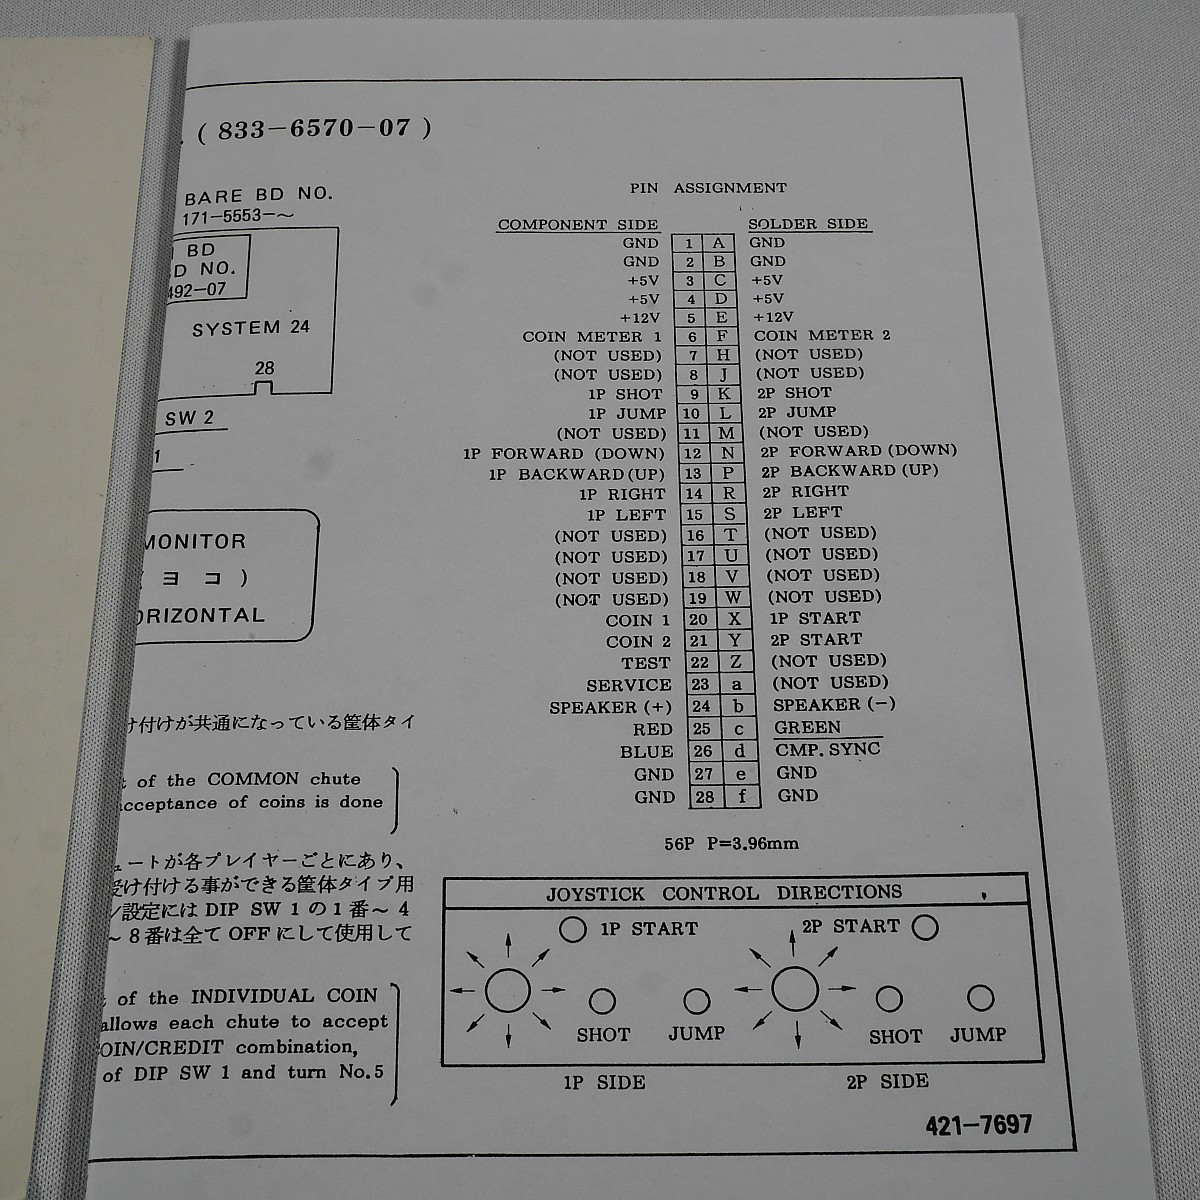 ( 833-6570-07 )
BARE BD NO.
171-5553-~
BD
NO.
492-07
SYSTEM 24
28
SW 2
1
MONITOR
( ヨ コ )
HORIZONTAL
け付けが共通になっている筐体タイ
of the COMMON chute
acceptance of coins is done
ュートが各プレイヤーごとにあり、
受け付ける事ができる筐体タイプ用
設定には DIP SW 1 の 1 番~ 4
~ 8 番は全て OFF にして使用して
of the INDIVIDUAL COIN
allows each chute to accept
COIN/CREDIT combination,
of DIP SW 1 and turn No.5
PIN ASSIGNMENT
COMPONENT SIDE SOLDER SIDE
GND 1 A GND
GND 2 B GND
+5V 3 C +5V
+5V 4 D +5V
+12V 5 E +12V
COIN METER 1 6 F COIN METER 2
(NOT USED) 7 H (NOT USED)
(NOT USED) 8 J (NOT USED)
1P SHOT 9 K 2P SHOT
1P JUMP 10 L 2P JUMP
(NOT USED) 11 M (NOT USED)
1P FORWARD (DOWN) 12 N 2P FORWARD (DOWN)
1P BACKWARD (UP) 13 P 2P BACKWARD (UP)
1P RIGHT 14 R 2P RIGHT
1P LEFT 15 S 2P LEFT
(NOT USED) 16 T (NOT USED)
(NOT USED) 17 U (NOT USED)
(NOT USED) 18 V (NOT USED)
(NOT USED) 19 W (NOT USED)
COIN 1 20 X 1P START
COIN 2 21 Y 2P START
TEST 22 Z (NOT USED)
SERVICE 23 a (NOT USED)
SPEAKER (+) 24 b SPEAKER (-)
RED 25 c GREEN
BLUE 26 d CMP. SYNC
GND 27 e GND
GND 28 f GND
56P P=3.96mm
JOYSTICK CONTROL DIRECTIONS
1P START 2P START
SHOT JUMP SHOT JUMP
1P SIDE 2P SIDE
421-7697